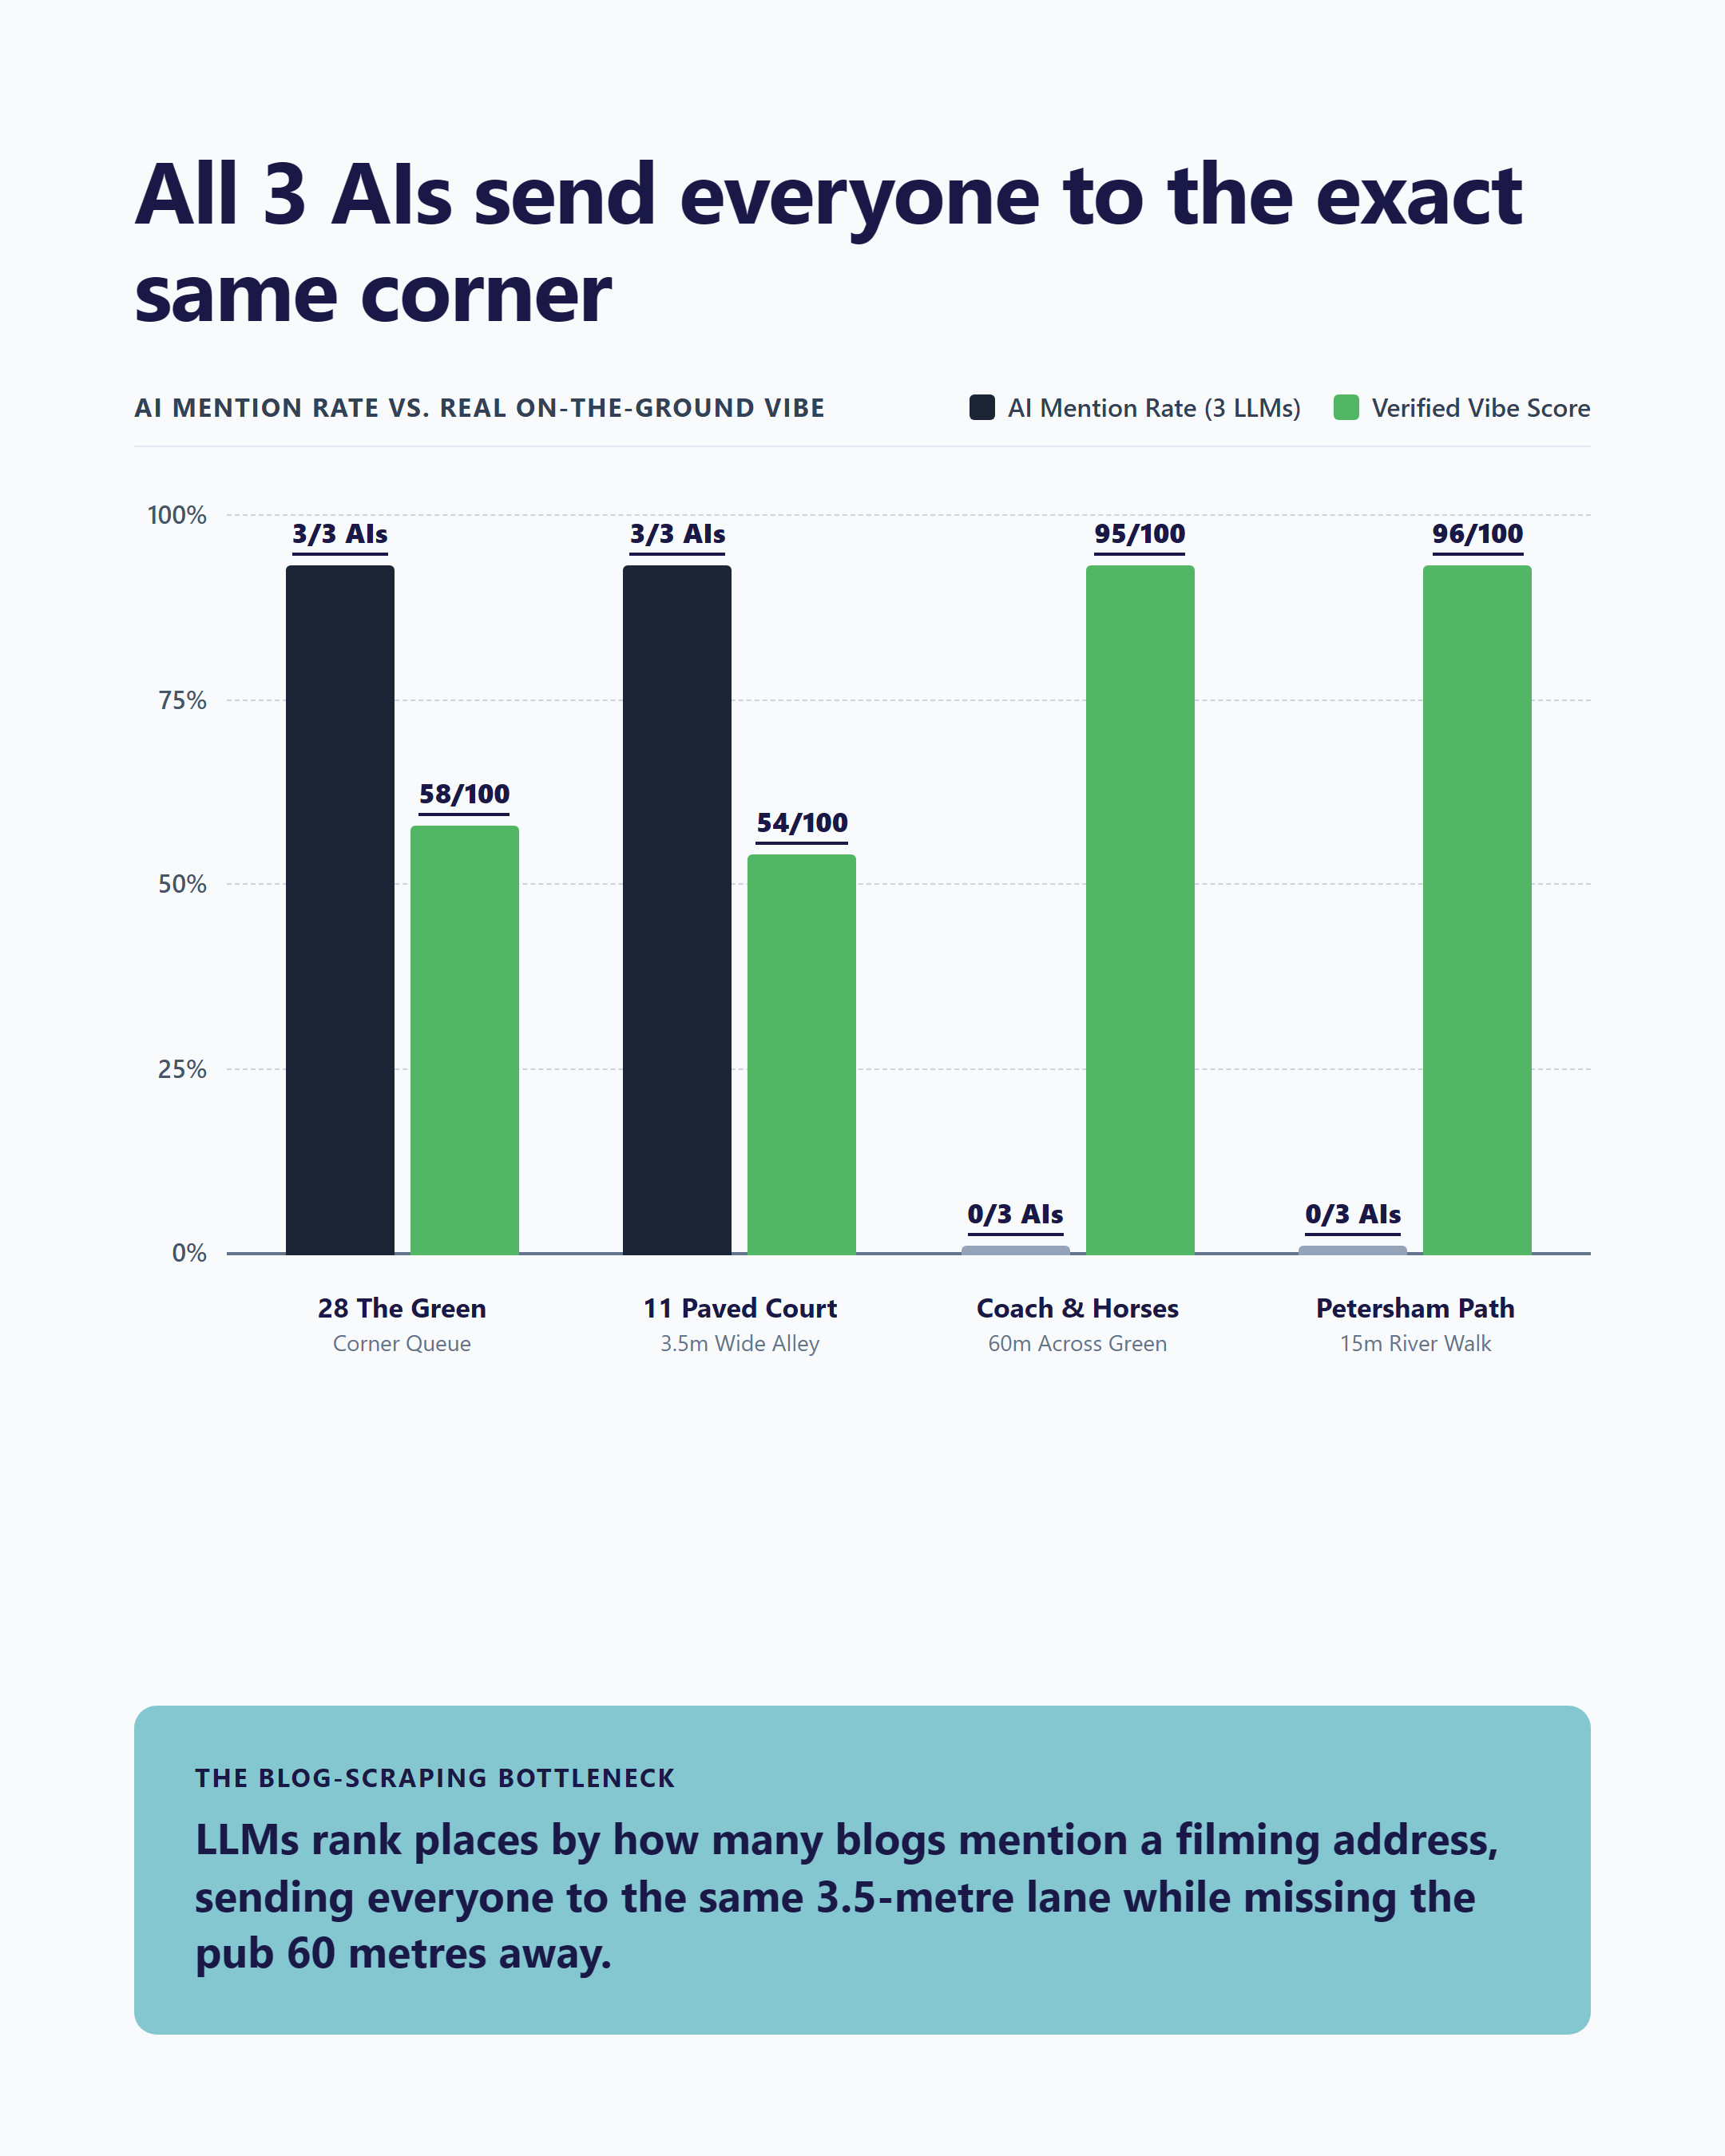 All 3 AIs send everyone to the exact
same corner
AI MENTION RATE VS. REAL ON-THE-GROUND VIBE
AI Mention Rate (3 LLMs)
Verified Vibe Score
100%
75%
50%
25%
0%
3/3 AIs
58/100
3/3 AIs
54/100
0/3 AIs
95/100
0/3 AIs
96/100
28 The Green
Corner Queue
11 Paved Court
3.5m Wide Alley
Coach & Horses
60m Across Green
Petersham Path
15m River Walk
THE BLOG-SCRAPING BOTTLENECK
LLMs rank places by how many blogs mention a filming address,
sending everyone to the same 3.5-metre lane while missing the
pub 60 metres away.